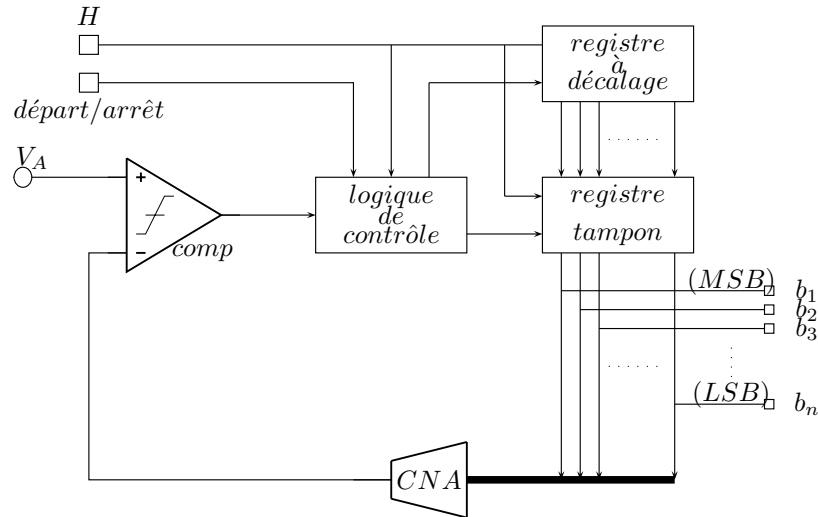 H
départ/arrêt
registre
à
décalage
V_A
+
−
comp
logique
de
contrôle
registre
tampon
(MSB)
b_1
b_2
b_3
(LSB)
b_n
CNA